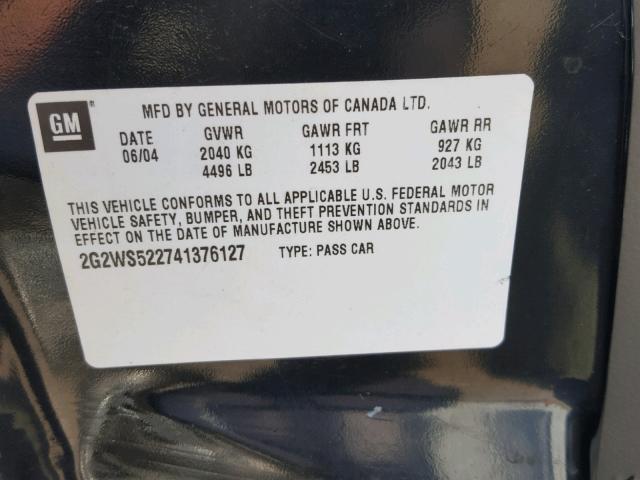 GM
MFD BY GENERAL MOTORS OF CANADA LTD.
DATE GVWR GAWR FRT GAWR RR
06/04 2040 KG 1113 KG 927 KG
4496 LB 2453 LB 2043 LB
THIS VEHICLE CONFORMS TO ALL APPLICABLE U.S. FEDERAL MOTOR
VEHICLE SAFETY, BUMPER, AND THEFT PREVENTION STANDARDS IN
EFFECT ON THE DATE OF MANUFACTURE SHOWN ABOVE.
2G2WS522741376127 TYPE: PASS CAR